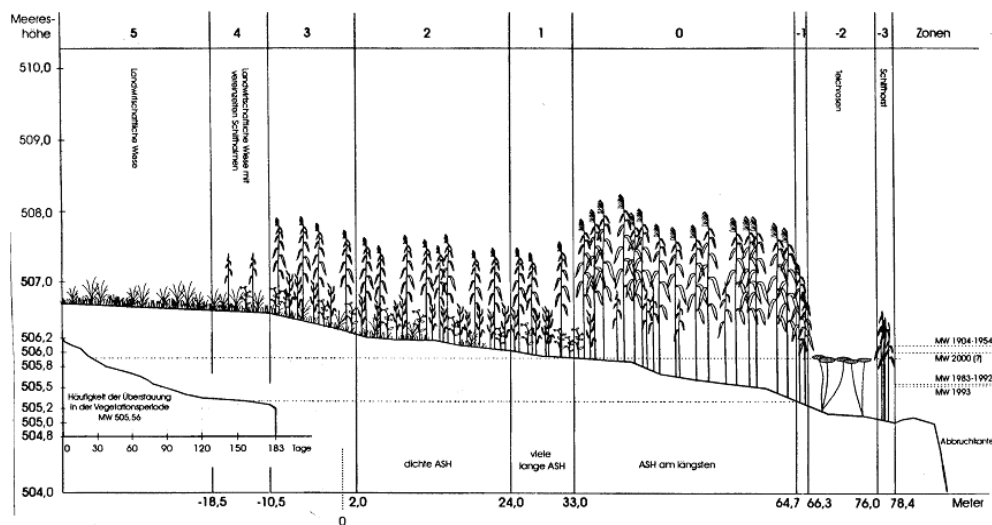 Meeres-
höhe
5 4 3 2 1 0 -1 -2 -3 Zonen
510,0
509,0
508,0
507,0
506,2
506,0
505,8
505,5
505,2
505,0
504,8
504,0
Landwirtschaftliche Wiese
Landwirtschaftliche Wiese mit
vereinzelten Schilfhalmen
Teichrosen
Schilfhorst
MW 1904-1954
MW 2000 (?)
MW 1983-1992
MW 1993
Häufigkeit der Überstauung
in der Vegetationsperiode
MW 505,56
0 30 60 90 120 150 183 Tage
dichte ASH
viele
lange ASH
ASH am längsten
Abbruchkante
-18,5 -10,5 2,0 24,0 33,0 64,7 66,3 76,0 78,4 Meter
0